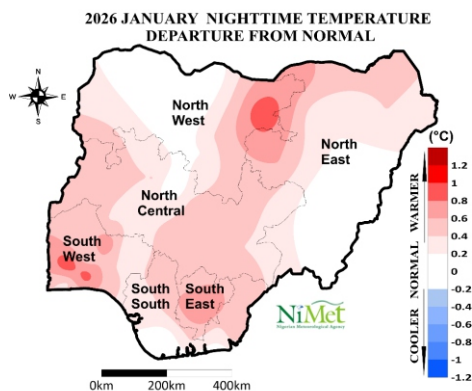 2026 JANUARY NIGHTTIME TEMPERATURE
DEPARTURE FROM NORMAL
N
W E
S
North
West
North
East
North
Central
South
West
South
South
South
East
(°C)
1.2
1
0.8
0.6
0.4
0.2
0
-0.2
-0.4
-0.6
-0.8
-1
-1.2
WARMER
NORMAL
COOLER
NiMet
Nigerian Meteorological Agency
0km 200km 400km